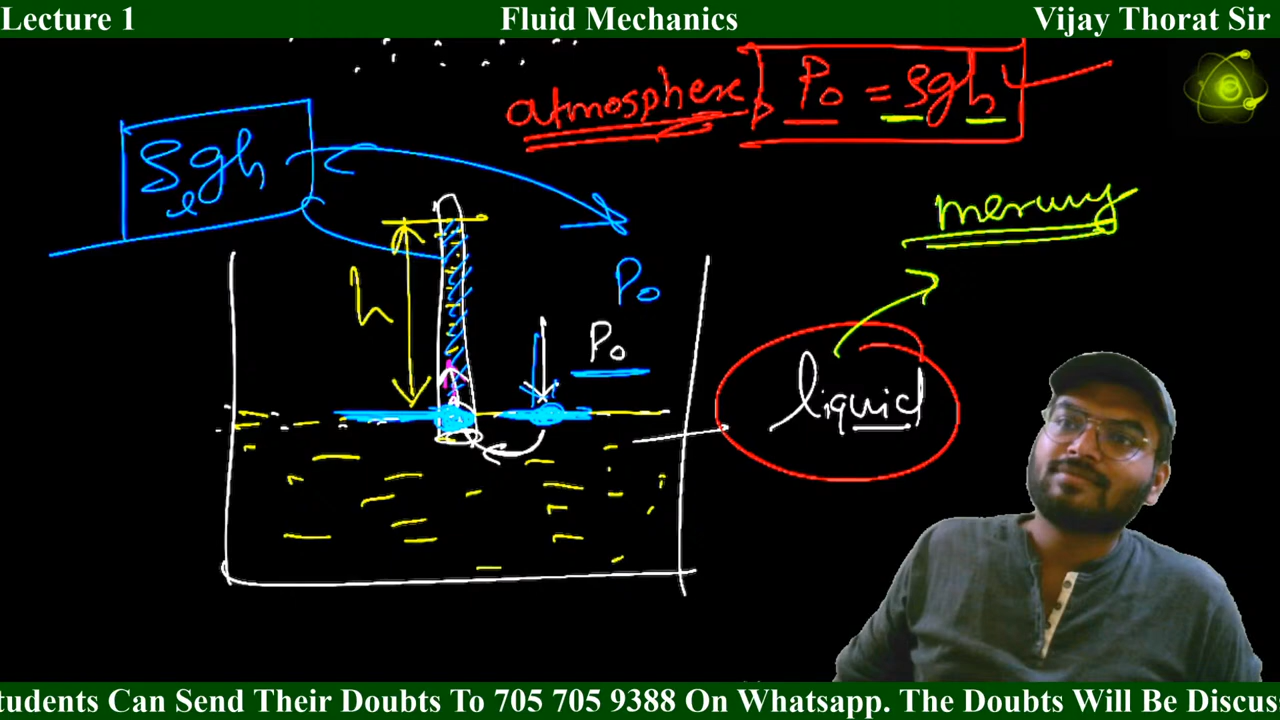 Lecture 1 Fluid Mechanics Vijay Thorat Sir
atmosphere P₀ = ρgh
ρₗgh
mercury
h
P₀
P₀
liquid
tudents Can Send Their Doubts To 705 705 9388 On Whatsapp. The Doubts Will Be Discus